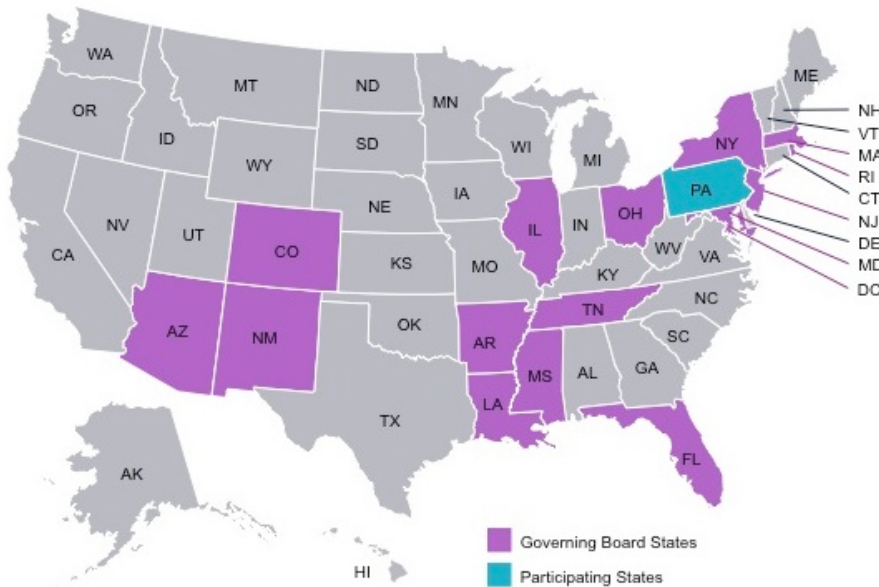 WA
OR
CA
NV
ID
MT
WY
UT
AZ
CO
NM
ND
SD
NE
KS
OK
TX
MN
IA
MO
AR
LA
WI
IL
MI
IN
OH
KY
TN
MS
AL
GA
FL
SC
NC
VA
WV
PA
NY
ME
NH
VT
MA
RI
CT
NJ
DE
MD
DC
AK
HI
Governing Board States
Participating States